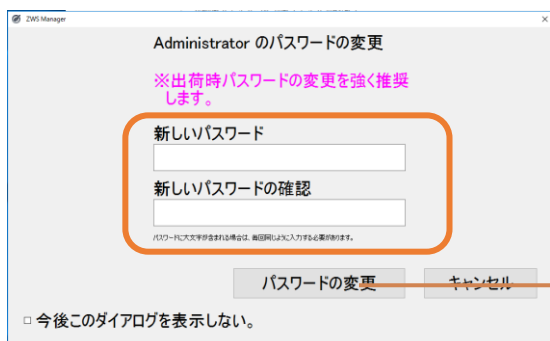 ZWS Manager
Administrator のパスワードの変更
※出荷時パスワードの変更を強く推奨
します。
新しいパスワード
新しいパスワードの確認
パスワードに大文字が含まれる場合は、毎回同じように入力する必要があります。
パスワードの変更
キャンセル
今後このダイアログを表示しない。